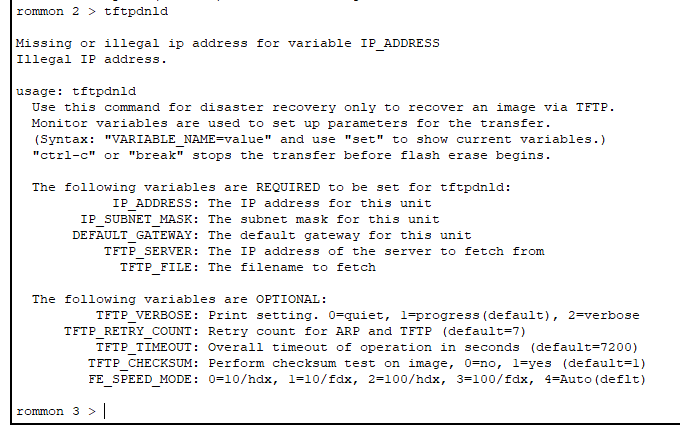 rommon 2 > tftpdnld
Missing or illegal ip address for variable IP_ADDRESS
Illegal IP address.
usage: tftpdnld
Use this command for disaster recovery only to recover an image via TFTP.
Monitor variables are used to set up parameters for the transfer.
(Syntax: "VARIABLE_NAME=value" and use "set" to show current variables.)
"ctrl-c" or "break" stops the transfer before flash erase begins.
The following variables are REQUIRED to be set for tftpdnld:
IP_ADDRESS: The IP address for this unit
IP_SUBNET_MASK: The subnet mask for this unit
DEFAULT_GATEWAY: The default gateway for this unit
TFTP_SERVER: The IP address of the server to fetch from
TFTP_FILE: The filename to fetch
The following variables are OPTIONAL:
TFTP_VERBOSE: Print setting. 0=quiet, 1=progress(default), 2=verbose
TFTP_RETRY_COUNT: Retry count for ARP and TFTP (default=7)
TFTP_TIMEOUT: Overall timeout of operation in seconds (default=7200)
TFTP_CHECKSUM: Perform checksum test on image, 0=no, 1=yes (default=1)
FE_SPEED_MODE: 0=10/hdx, 1=10/fdx, 2=100/hdx, 3=100/fdx, 4=Auto(deflt)
rommon 3 >